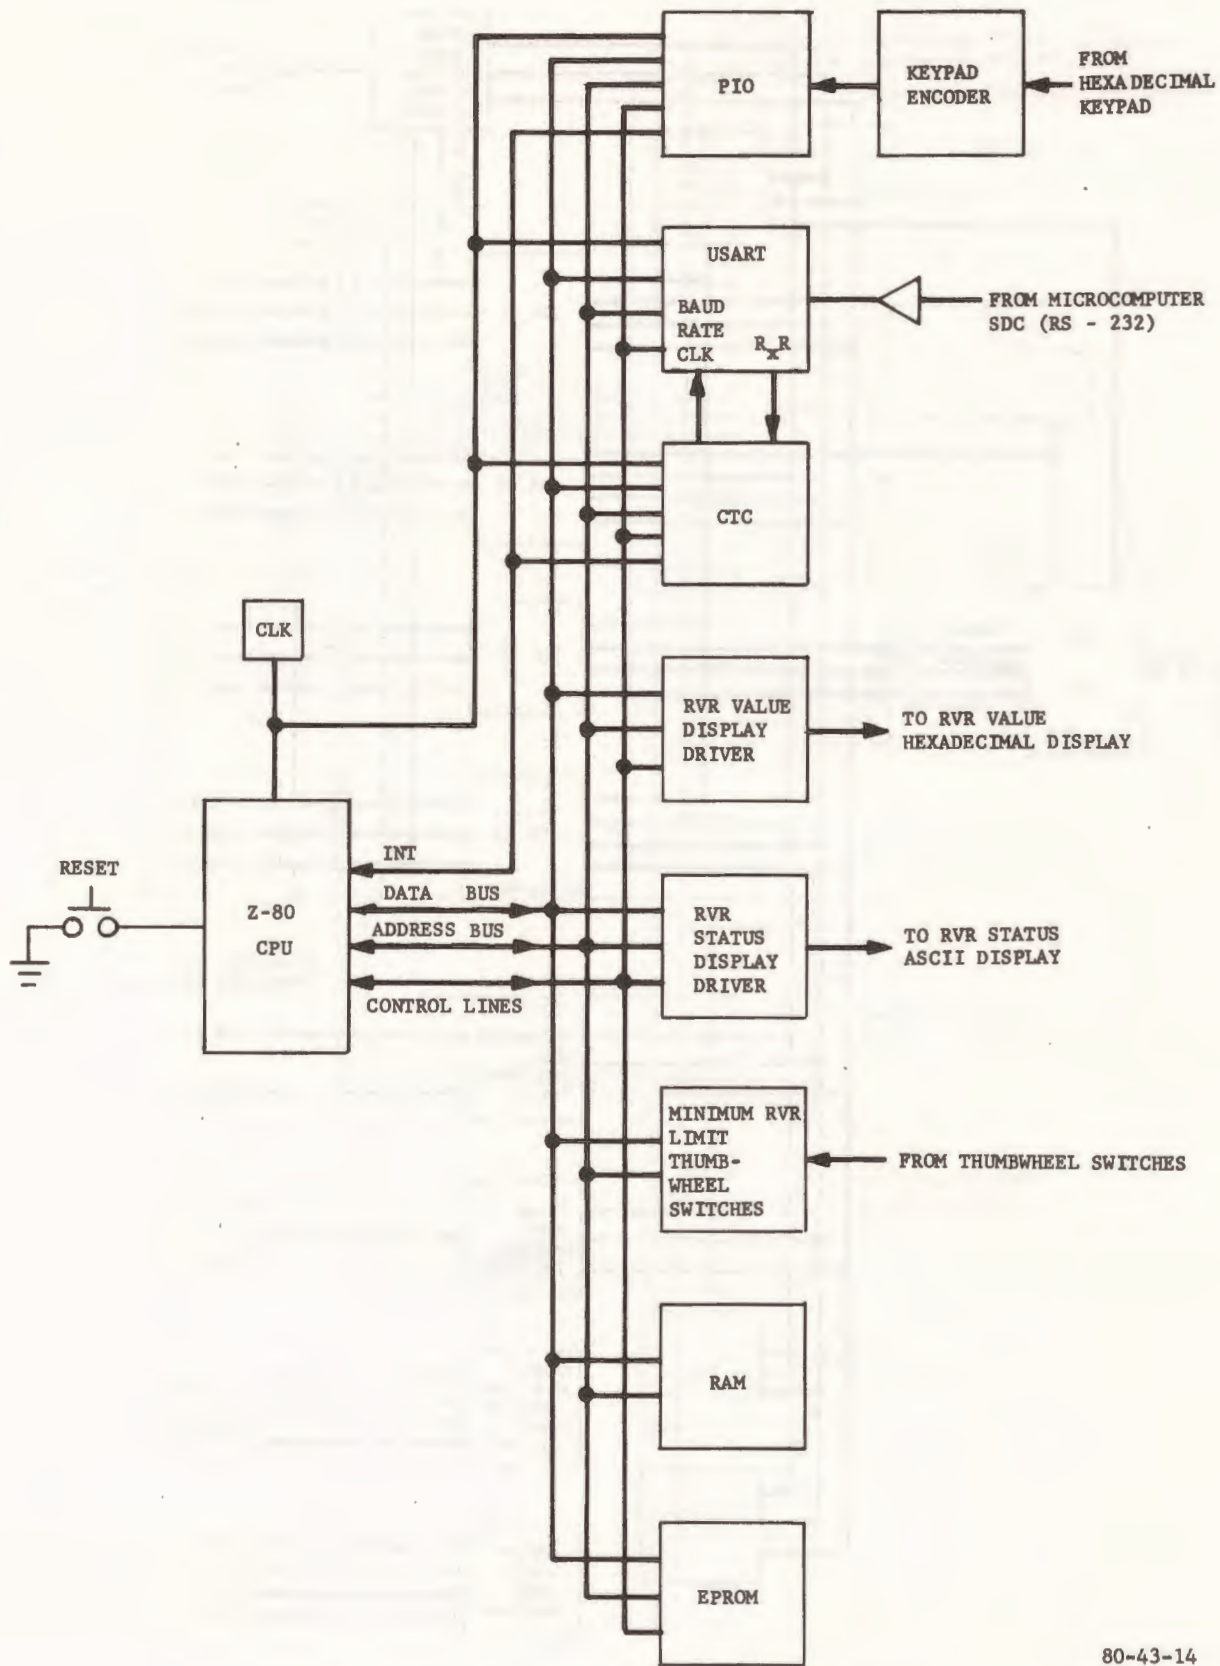 PIO
KEYPAD
ENCODER
FROM
HEXADECIMAL
KEYPAD
USART
BAUD
RATE
CLK
RxR
FROM MICROCOMPUTER
SDC (RS - 232)
CTC
CLK
RVR VALUE
DISPLAY
DRIVER
TO RVR VALUE
HEXADECIMAL DISPLAY
RESET
Z-80
CPU
INT
DATA BUS
ADDRESS BUS
CONTROL LINES
RVR
STATUS
DISPLAY
DRIVER
TO RVR STATUS
ASCII DISPLAY
MINIMUM RVR
LIMIT
THUMB-
WHEEL
SWITCHES
FROM THUMBWHEEL SWITCHES
RAM
EPROM
80-43-14